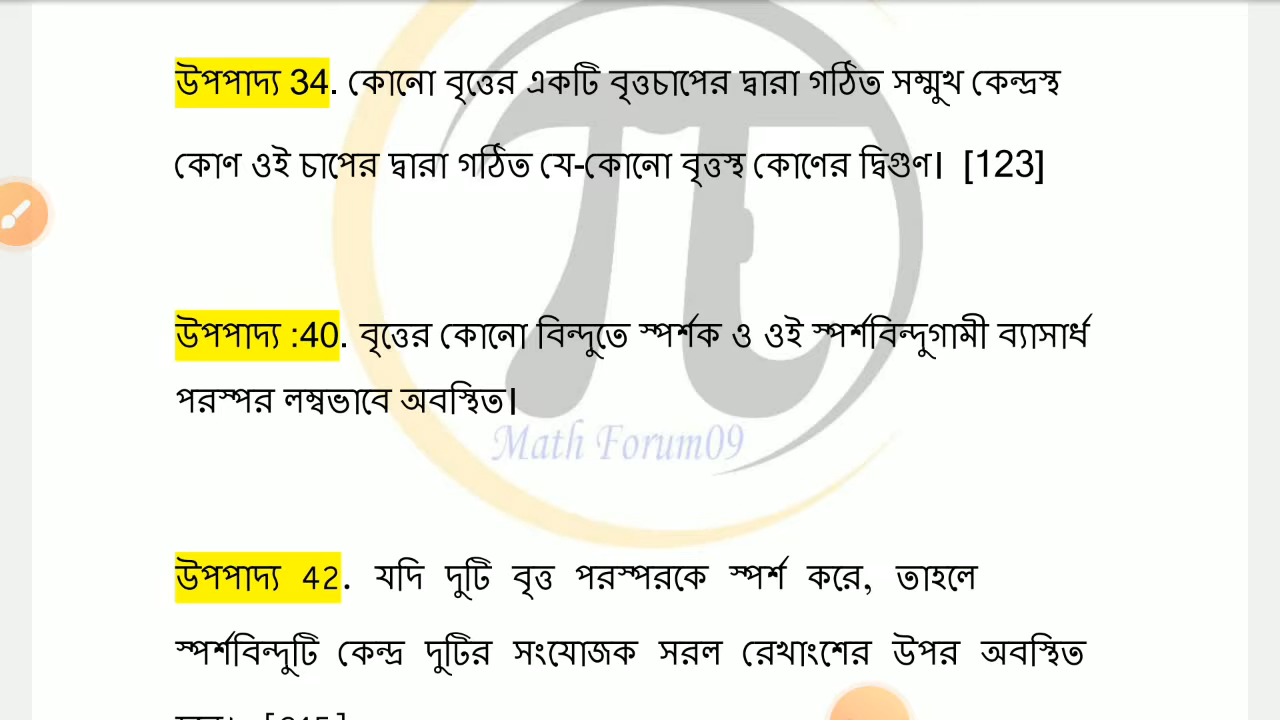 উপপাদ্য 34. কোনো বৃত্তের একটি বৃত্তচাপের দ্বারা গঠিত সম্মুখ কেন্দ্রস্থ
কোণ ওই চাপের দ্বারা গঠিত যে-কোনো বৃত্তস্থ কোণের দ্বিগুণ। [123]
উপপাদ্য :40. বৃত্তের কোনো বিন্দুতে স্পর্শক ও ওই স্পর্শবিন্দুগামী ব্যাসার্ধ
পরস্পর লম্বভাবে অবস্থিত।
Math Forum09
উপপাদ্য 42. যদি দুটি বৃত্ত পরস্পরকে স্পর্শ করে, তাহলে
স্পর্শবিন্দুটি কেন্দ্র দুটির সংযোজক সরল রেখাংশের উপর অবস্থিত